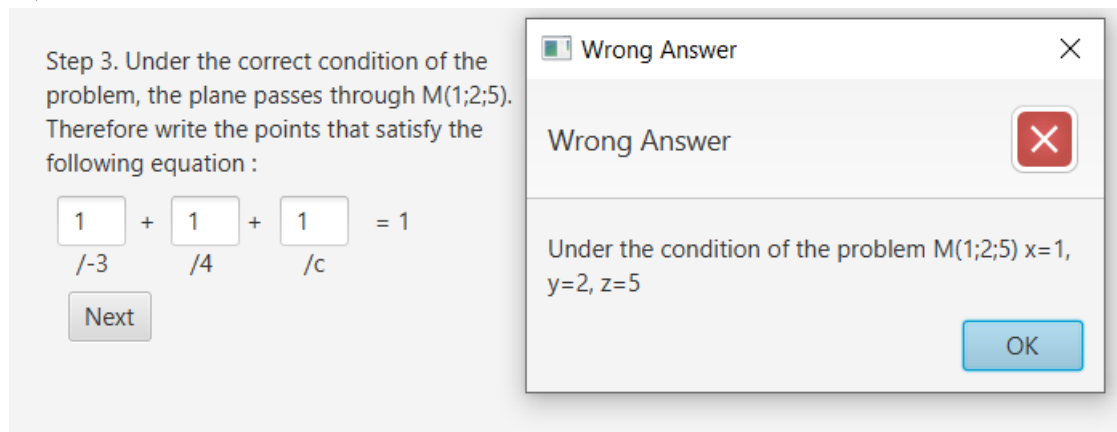 Step 3. Under the correct condition of the
problem, the plane passes through M(1;2;5).
Therefore write the points that satisfy the
following equation :
1 + 1 + 1 = 1
/-3 /4 /c
Next
Wrong Answer
Wrong Answer
Under the condition of the problem M(1;2;5) x=1,
y=2, z=5
OK